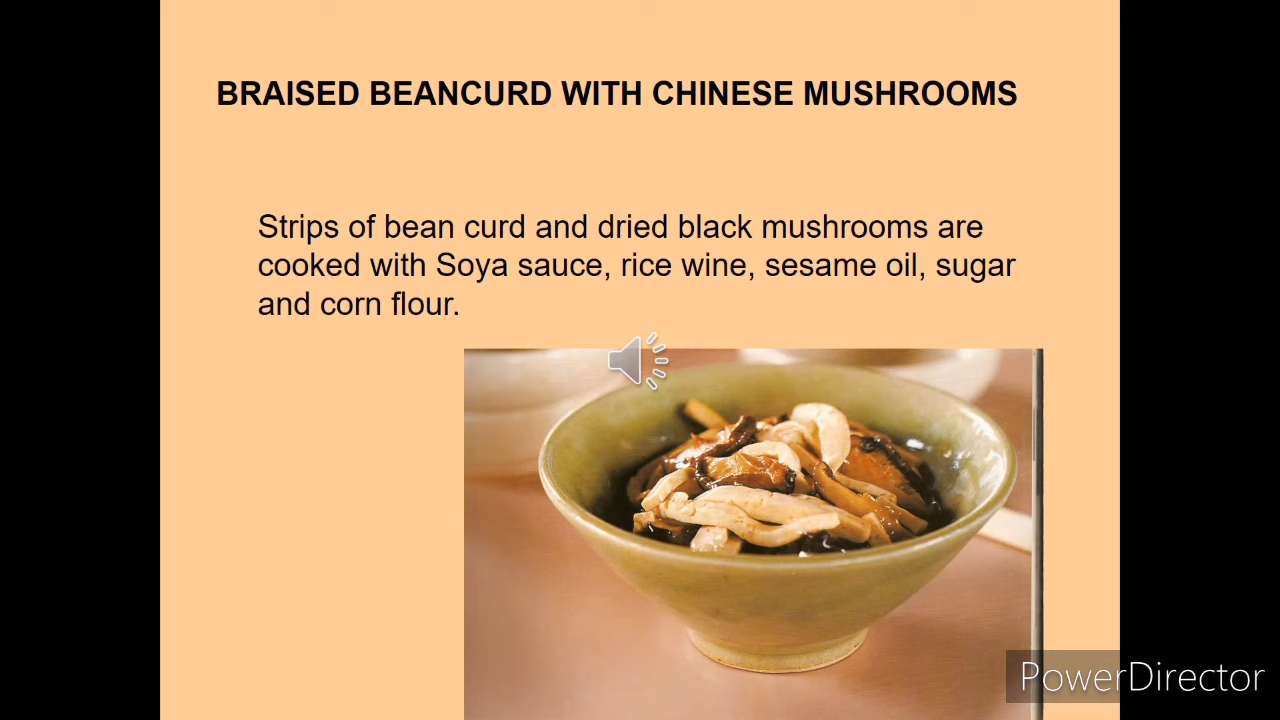 BRAISED BEANCURD WITH CHINESE MUSHROOMS
Strips of bean curd and dried black mushrooms are
cooked with Soya sauce, rice wine, sesame oil, sugar
and corn flour.
PowerDirector